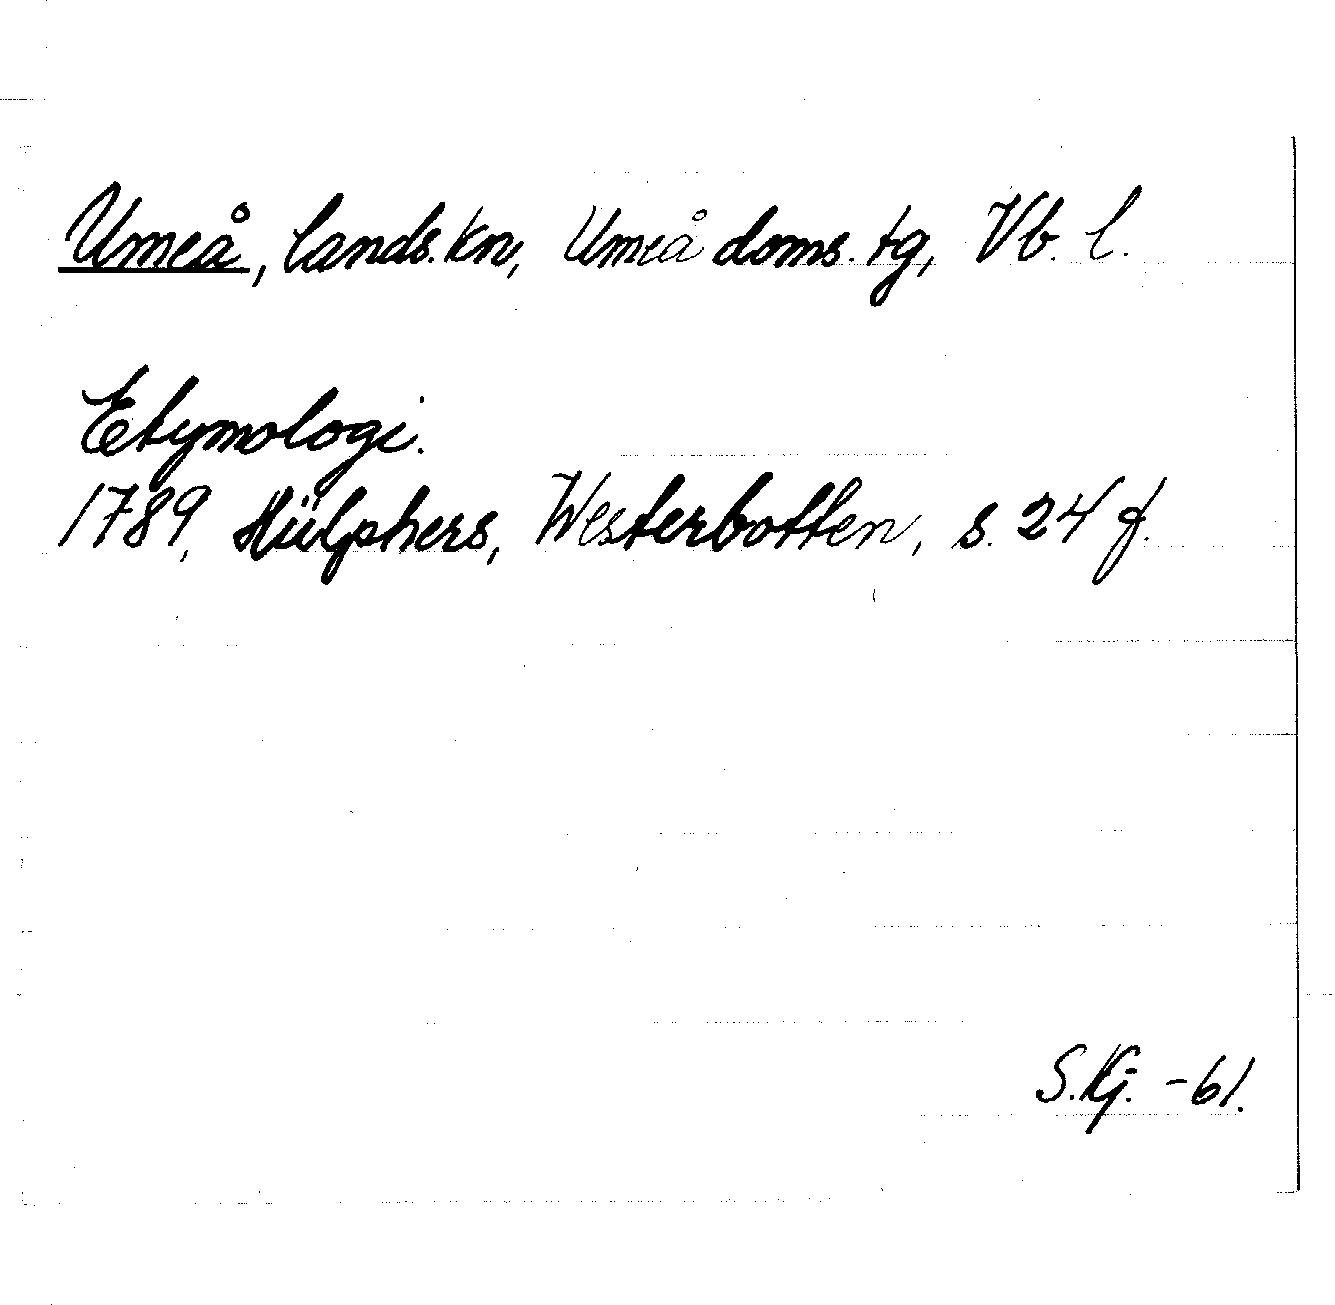 Umeå, lands.kn, Umeå doms. tg, Vb. l.
Etymologi.
1789, Hülphers, Westerbotten, s. 24 f.
S.Kj. -61.